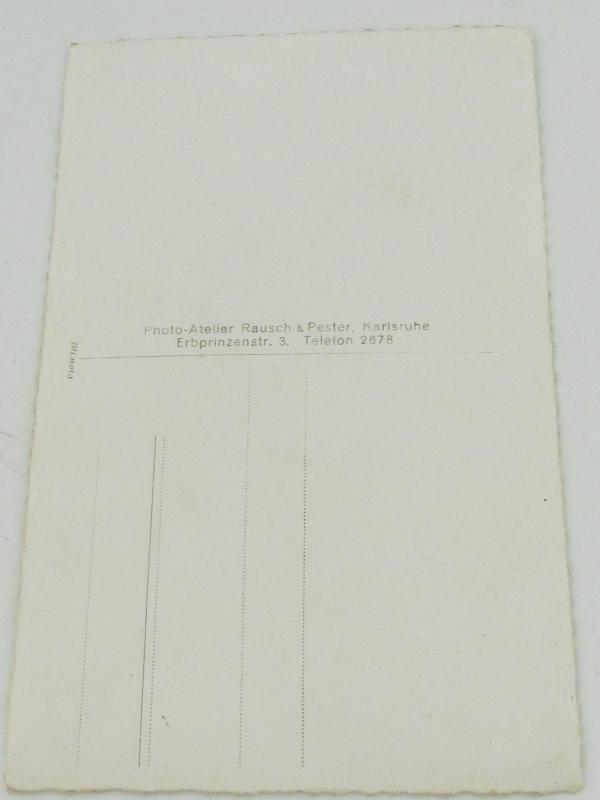 Photo-Atelier Rausch & Pester, Karlsruhe
Erbprinzenstr. 3. Telefon 2678